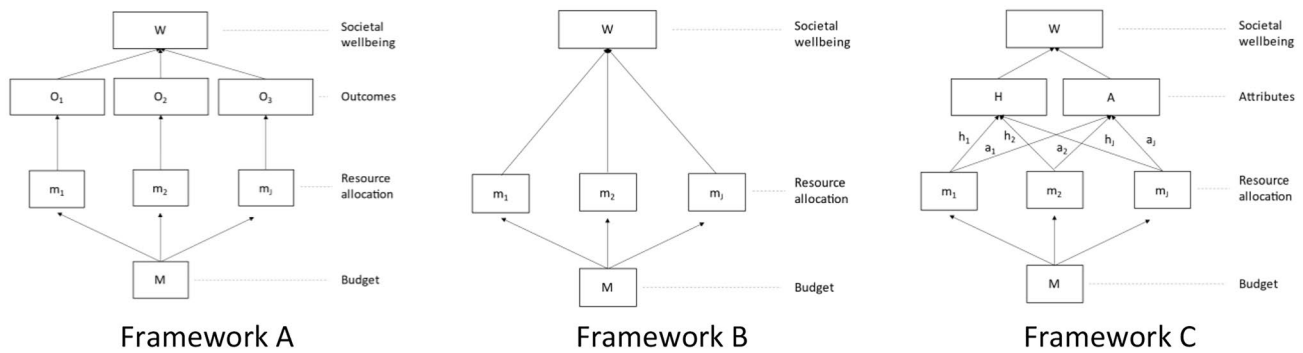 W
Societal
wellbeing
O₁
O₂
O₃
Outcomes
m₁
m₂
mⱼ
Resource
allocation
M
Budget
Framework A
W
Societal
wellbeing
m₁
m₂
mⱼ
Resource
allocation
M
Budget
Framework B
W
Societal
wellbeing
H
A
Attributes
h₁
h₂
hⱼ
a₁
a₂
aⱼ
m₁
m₂
mⱼ
Resource
allocation
M
Budget
Framework C